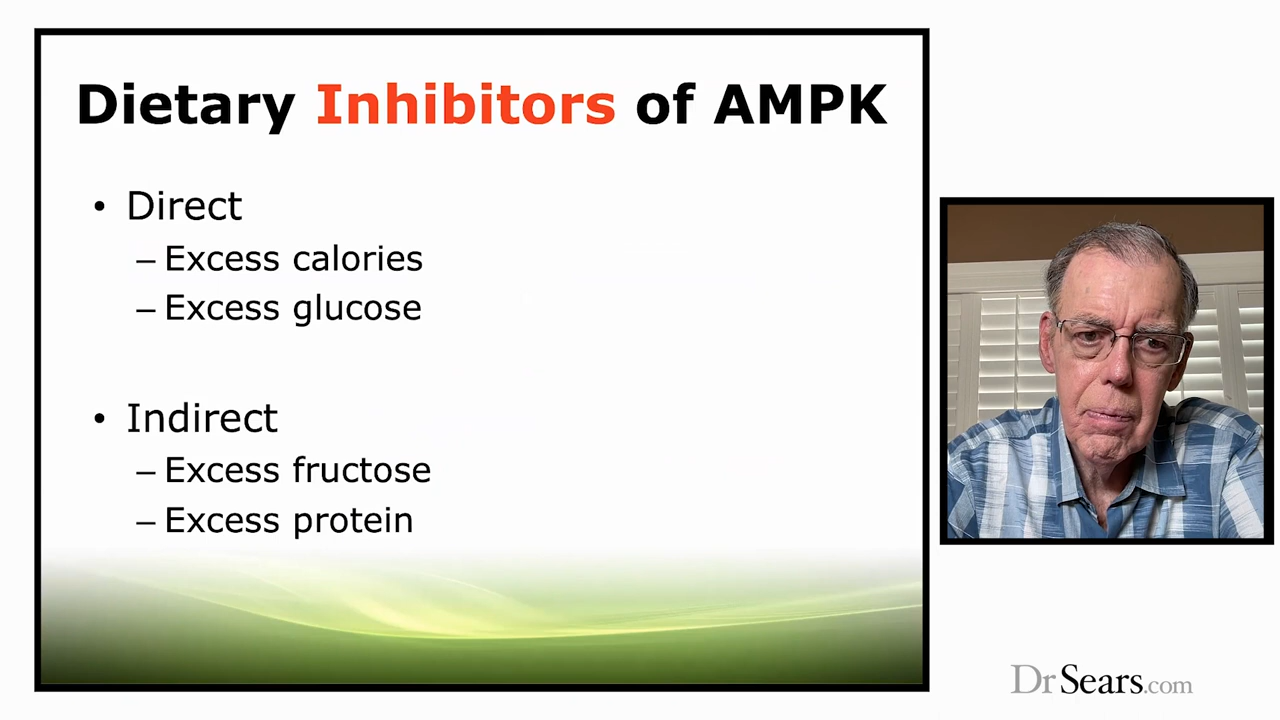 Dietary Inhibitors of AMPK
• Direct
– Excess calories
– Excess glucose
• Indirect
– Excess fructose
– Excess protein
DrSears.com